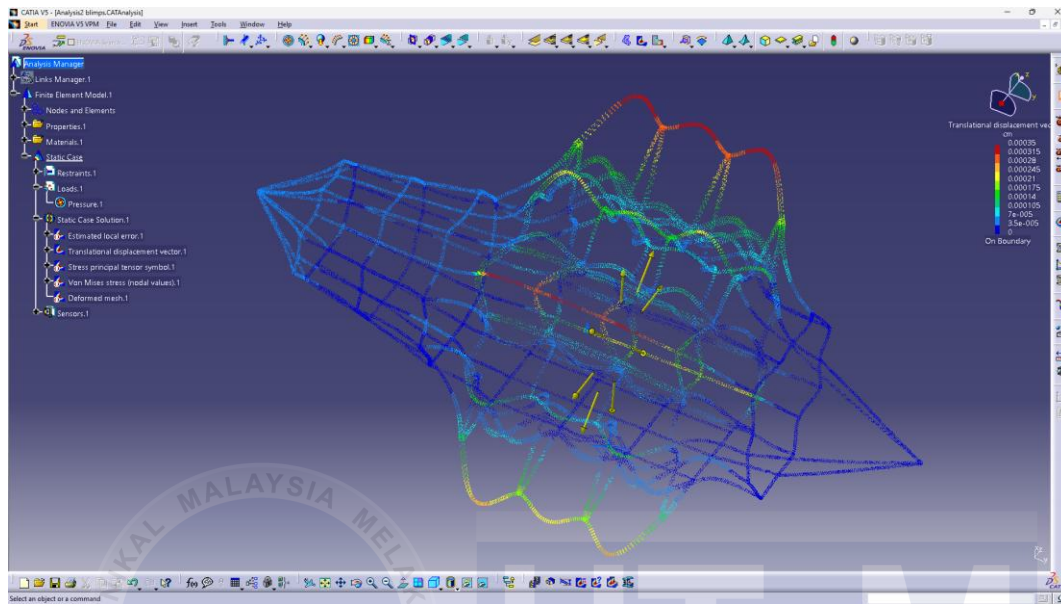 CATIA V5 - [Analysis2 blimps.CATAnalysis]
Start ENOVIA V5 VPM File Edit View Insert Tools Window Help
ENOVIA
Analysis Manager
Links Manager.1
Finite Element Model.1
Nodes and Elements
Properties.1
Materials.1
Static Case
Restraints.1
Loads.1
Pressure.1
Static Case Solution.1
Estimated local error.1
Translational displacement vector.1
Stress principal tensor symbol.1
Von Mises stress (nodal values).1
Deformed mesh.1
Sensors.1
z
y
Translational displacement vec
cm
0.00035
0.000315
0.00028
0.000245
0.00021
0.000175
0.00014
0.000105
7e-005
3.5e-005
0
On Boundary
NIKAL MALAYSIA MELAK
UTM
f(x)
Select an object or a command